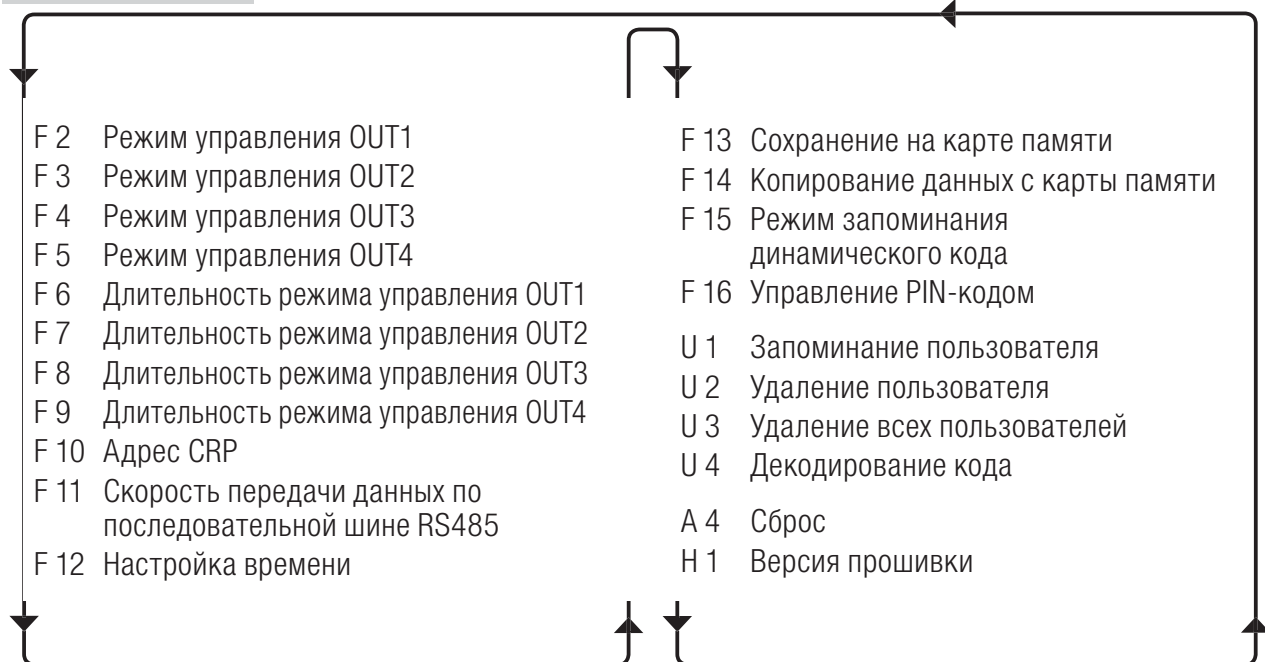 F 2 Режим управления OUT1
F 3 Режим управления OUT2
F 4 Режим управления OUT3
F 5 Режим управления OUT4
F 6 Длительность режима управления OUT1
F 7 Длительность режима управления OUT2
F 8 Длительность режима управления OUT3
F 9 Длительность режима управления OUT4
F 10 Адрес CRP
F 11 Скорость передачи данных по
последовательной шине RS485
F 12 Настройка времени
F 13 Сохранение на карте памяти
F 14 Копирование данных с карты памяти
F 15 Режим запоминания
динамического кода
F 16 Управление PIN-кодом
U 1 Запоминание пользователя
U 2 Удаление пользователя
U 3 Удаление всех пользователей
U 4 Декодирование кода
A 4 Сброс
H 1 Версия прошивки